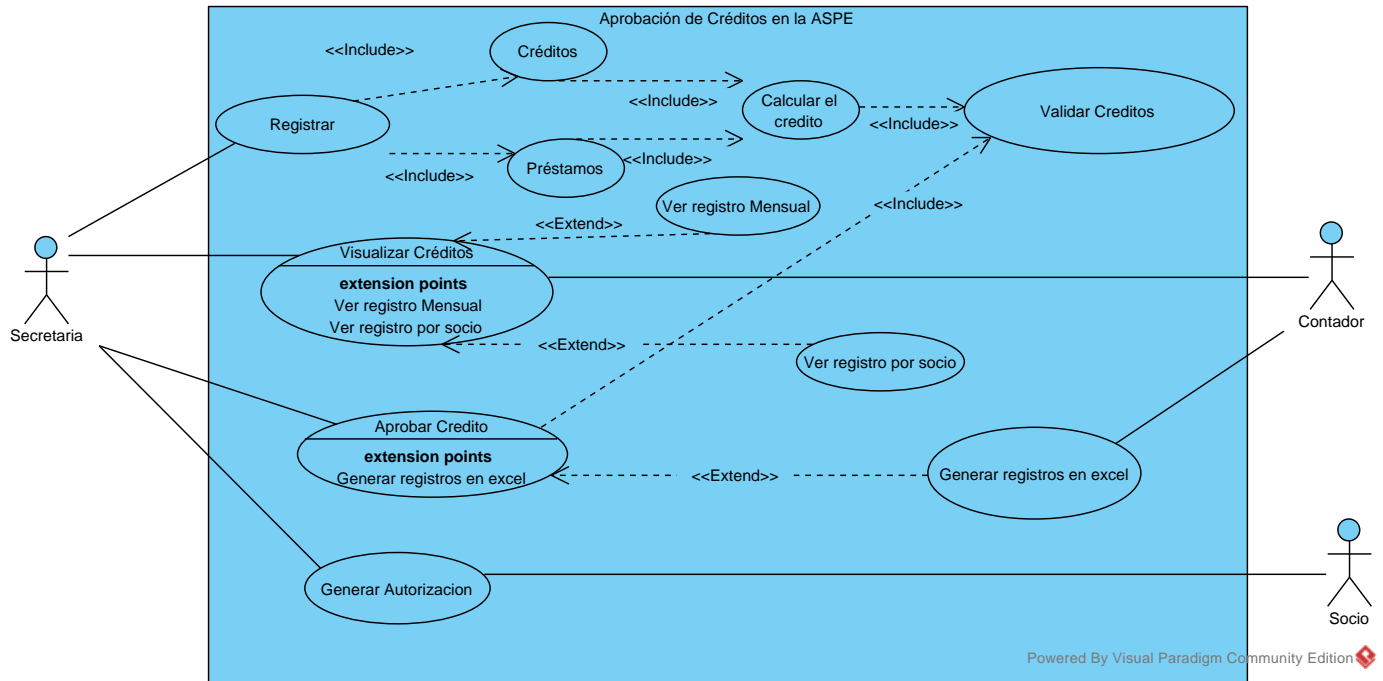 Aprobación de Créditos en la ASPE
<<Include>>
Créditos
Registrar
<<Include>>
Calcular el
credito
<<Include>>
Validar Creditos
<<Include>>
Préstamos
<<Include>>
Ver registro Mensual
<<Include>>
<<Extend>>
Visualizar Créditos
extension points
Ver registro Mensual
Ver registro por socio
Secretaria
Contador
<<Extend>>
Ver registro por socio
Aprobar Credito
extension points
Generar registros en excel
<<Extend>>
Generar registros en excel
Generar Autorizacion
Socio
Powered By Visual Paradigm Community Edition